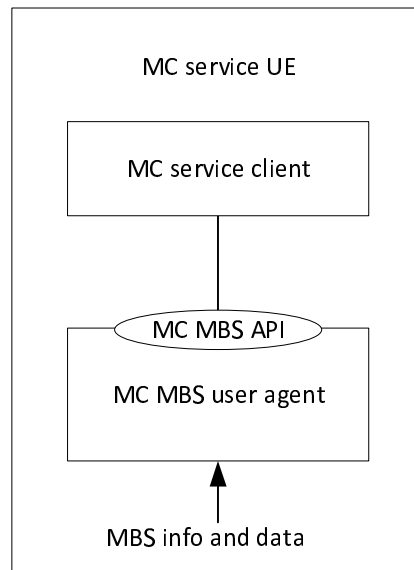 MC service UE
MC service client
MC MBS API
MC MBS user agent
MBS info and data